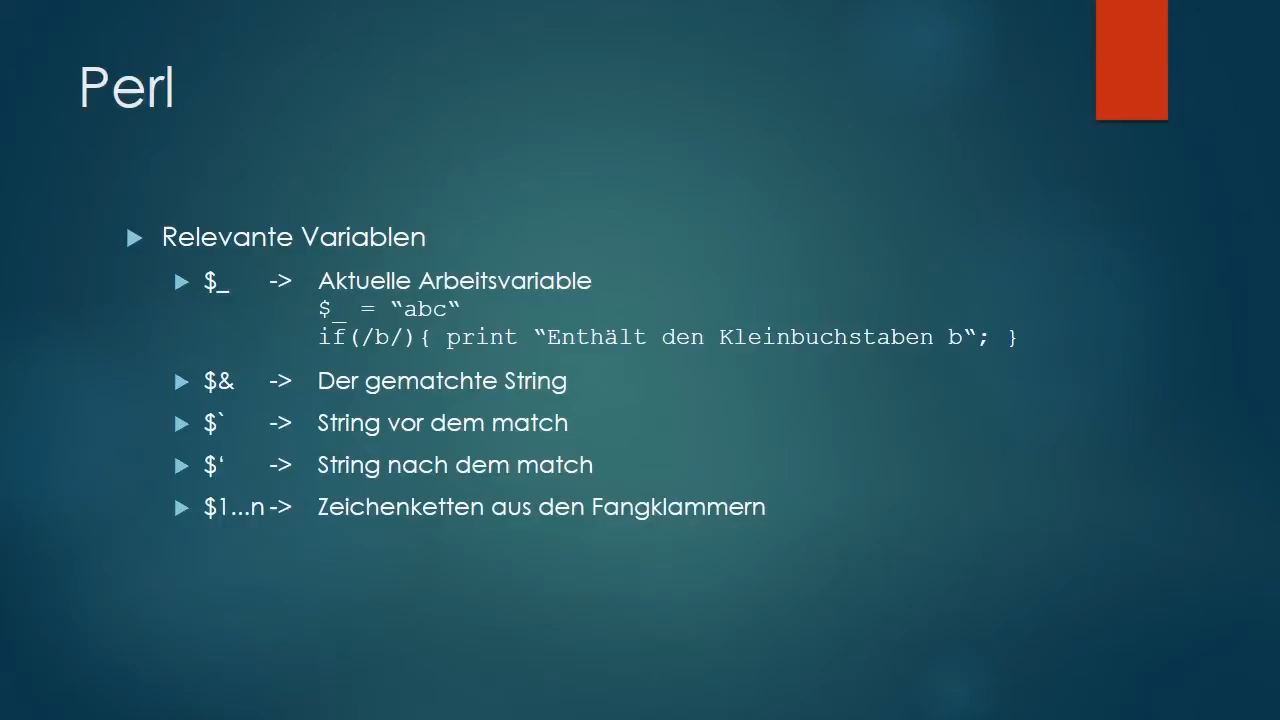 Perl
Relevante Variablen
$_ -> Aktuelle Arbeitsvariable
$_ = “abc“
if(/b/){ print “Enthält den Kleinbuchstaben b“; }
$& -> Der gematchte String
$` -> String vor dem match
$‘ -> String nach dem match
$1...n -> Zeichenketten aus den Fangklammern